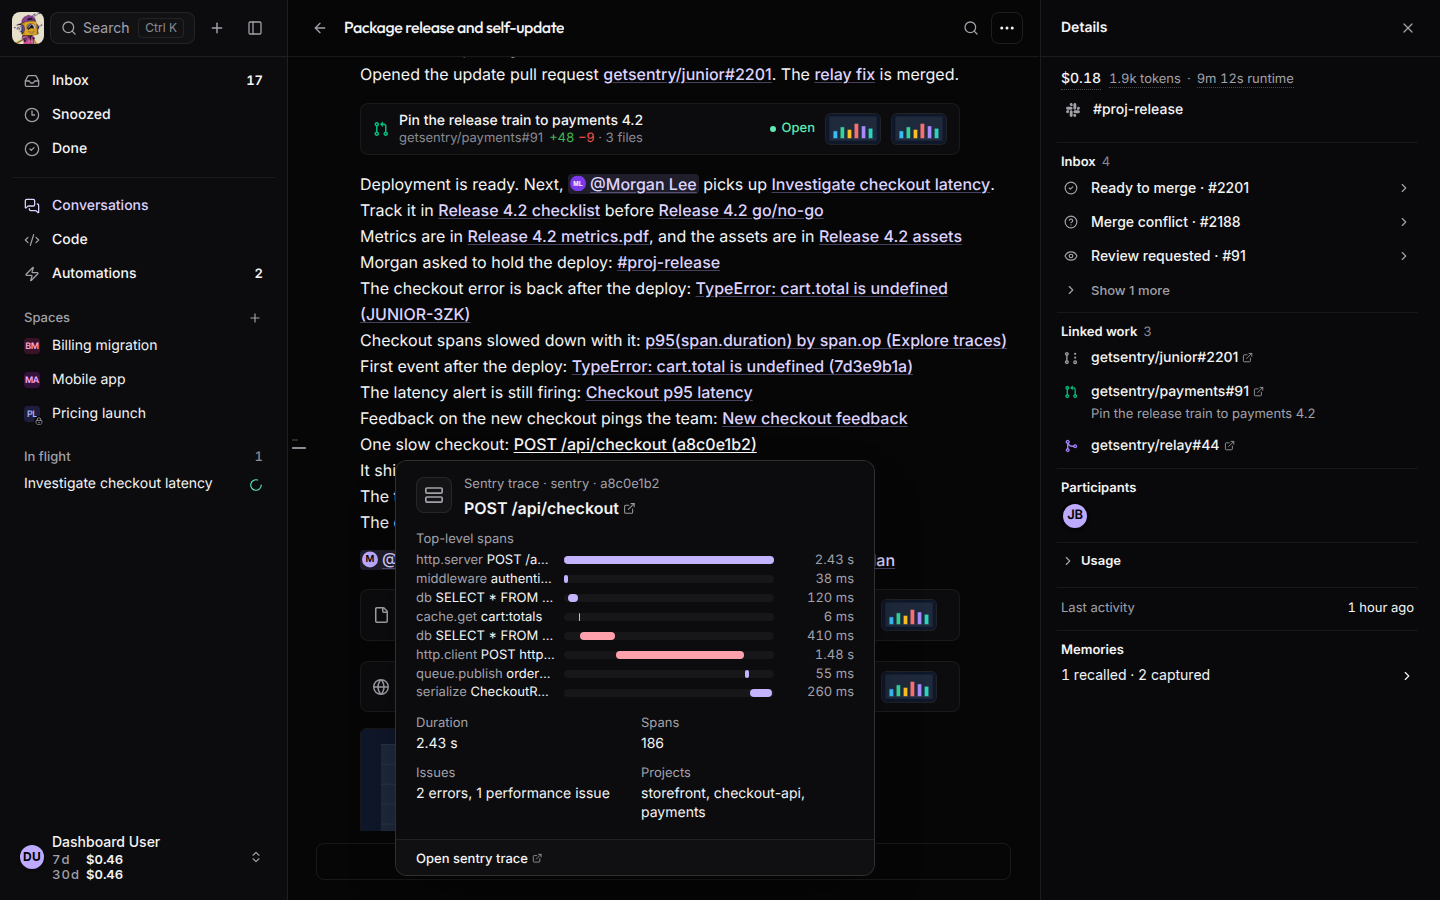 Search
Ctrl K
Inbox
17
Snoozed
Done
Conversations
Code
Automations
2
Spaces
BM
Billing migration
MA
Mobile app
PL
Pricing launch
In flight
1
Investigate checkout latency
DU
Dashboard User
7d $0.46
30d $0.46
Package release and self-update
Opened the update pull request getsentry/junior#2201. The relay fix is merged.
Pin the release train to payments 4.2
getsentry/payments#91 +48 −9 · 3 files
Open
Deployment is ready. Next, ML @Morgan Lee picks up Investigate checkout latency.
Track it in Release 4.2 checklist before Release 4.2 go/no-go
Metrics are in Release 4.2 metrics.pdf, and the assets are in Release 4.2 assets
Morgan asked to hold the deploy: #proj-release
The checkout error is back after the deploy: TypeError: cart.total is undefined
(JUNIOR-3ZK)
Checkout spans slowed down with it: p95(span.duration) by span.op (Explore traces)
First event after the deploy: TypeError: cart.total is undefined (7d3e9b1a)
The latency alert is still firing: Checkout p95 latency
Feedback on the new checkout pings the team: New checkout feedback
One slow checkout: POST /api/checkout (a8c0e1b2)
It shi
The
The
M @
lan
Sentry trace · sentry · a8c0e1b2
POST /api/checkout
Top-level spans
http.server POST /a... 2.43 s
middleware authenti... 38 ms
db SELECT * FROM ... 120 ms
cache.get cart:totals 6 ms
db SELECT * FROM ... 410 ms
http.client POST http... 1.48 s
queue.publish order... 55 ms
serialize CheckoutR... 260 ms
Duration
2.43 s
Spans
186
Issues
2 errors, 1 performance issue
Projects
storefront, checkout-api,
payments
Open sentry trace
Details
$0.18 1.9k tokens · 9m 12s runtime
#proj-release
Inbox 4
Ready to merge · #2201
Merge conflict · #2188
Review requested · #91
Show 1 more
Linked work 3
getsentry/junior#2201
getsentry/payments#91
Pin the release train to payments 4.2
getsentry/relay#44
Participants
JB
Usage
Last activity
1 hour ago
Memories
1 recalled · 2 captured